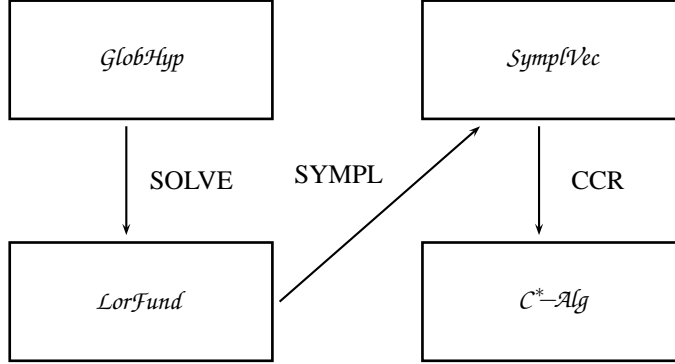 GlobHyp
SymplVec
SOLVE
SYMPL
CCR
LorFund
C*–Alg